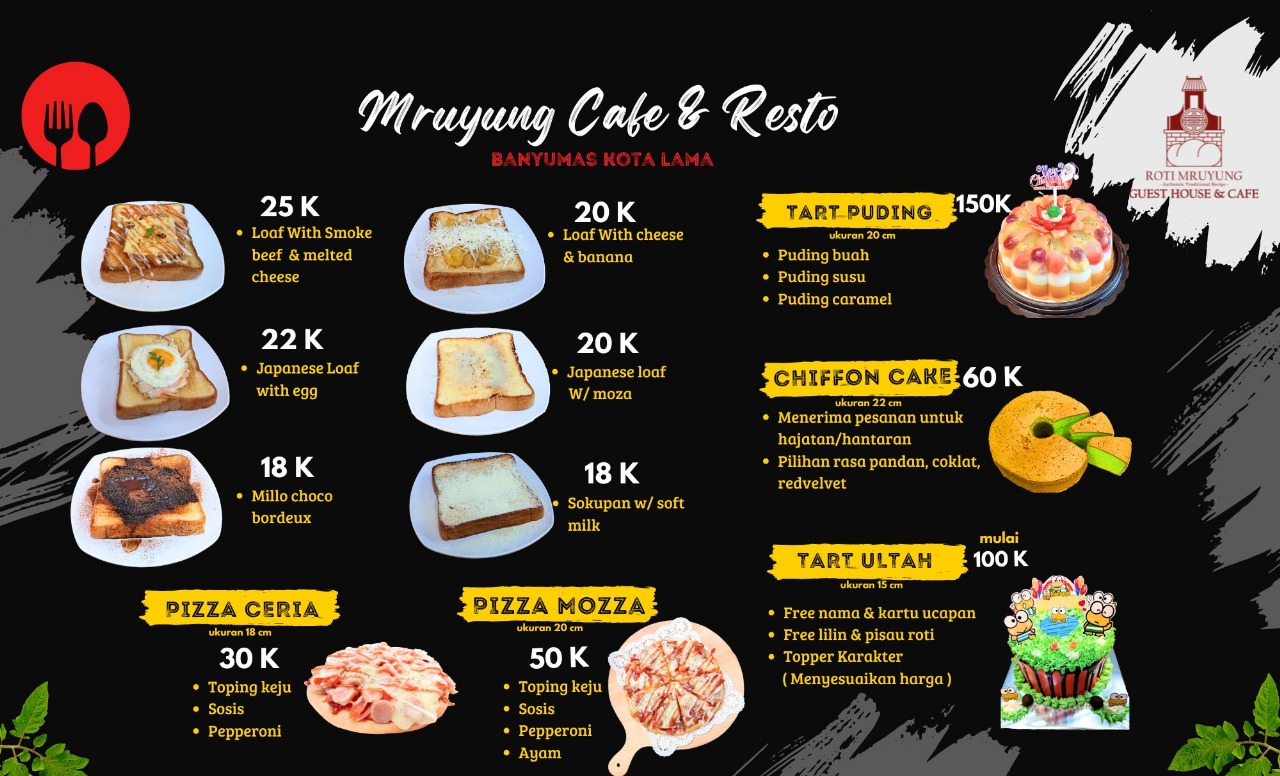 Mruyung Cafe & Resto
BANYUMAS KOTA LAMA
ROTI MRUYUNG
- Authentic Traditional Recipe -
GUEST HOUSE & CAFE
25 K
• Loaf With Smoke
beef & melted
cheese
20 K
• Loaf With cheese
& banana
22 K
• Japanese Loaf
with egg
20 K
• Japanese loaf
W/ moza
18 K
• Millo choco
bordeux
18 K
• Sokupan w/ soft
milk
PIZZA CERIA
ukuran 18 cm
30 K
• Toping keju
• Sosis
• Pepperoni
PIZZA MOZZA
ukuran 20 cm
50 K
• Toping keju
• Sosis
• Pepperoni
• Ayam
TART PUDING
150K
ukuran 20 cm
• Puding buah
• Puding susu
• Puding caramel
CHIFFON CAKE
60 K
ukuran 22 cm
• Menerima pesanan untuk
hajatan/hantaran
• Pilihan rasa pandan, coklat,
redvelvet
mulai
TART ULTAH
100 K
ukuran 15 cm
• Free nama & kartu ucapan
• Free lilin & pisau roti
• Topper Karakter
( Menyesuaikan harga )